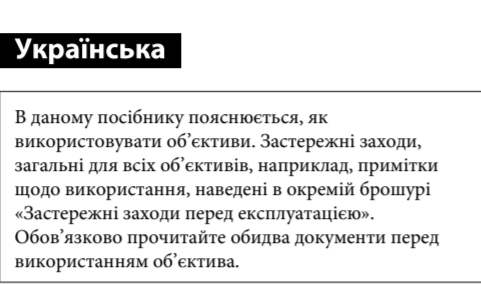 Українська
В даному посібнику пояснюється, як
використовувати об’єктиви. Застережні заходи,
загальні для всіх об’єктивів, наприклад, примітки
щодо використання, наведені в окремій брошурі
«Застережні заходи перед експлуатацією».
Обов’язково прочитайте обидва документи перед
використанням об’єктива.